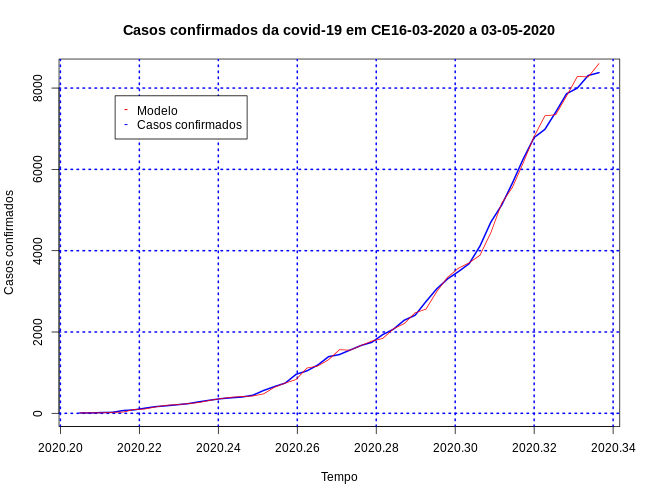 Casos confirmados da covid-19 em CE16-03-2020 a 03-05-2020
Casos confirmados
8000
6000
4000
2000
0
- Modelo
- Casos confirmados
2020.20 2020.22 2020.24 2020.26 2020.28 2020.30 2020.32 2020.34
Tempo